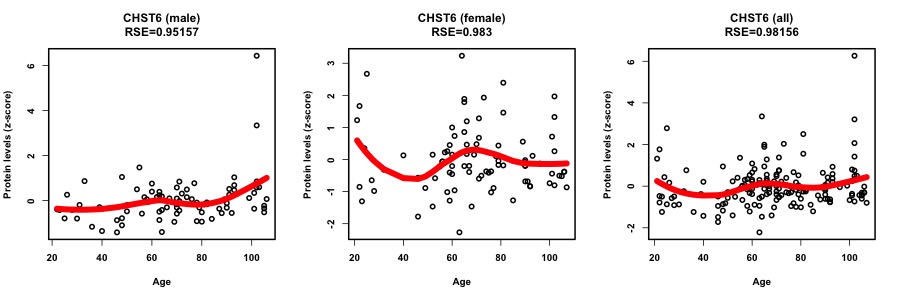 CHST6 (male)
RSE=0.95157
Protein levels (z-score)
6
4
2
0
20
40
60
80
100
Age
CHST6 (female)
RSE=0.983
Protein levels (z-score)
3
2
1
0
-1
-2
20
40
60
80
100
Age
CHST6 (all)
RSE=0.98156
Protein levels (z-score)
6
4
2
0
-2
20
40
60
80
100
Age